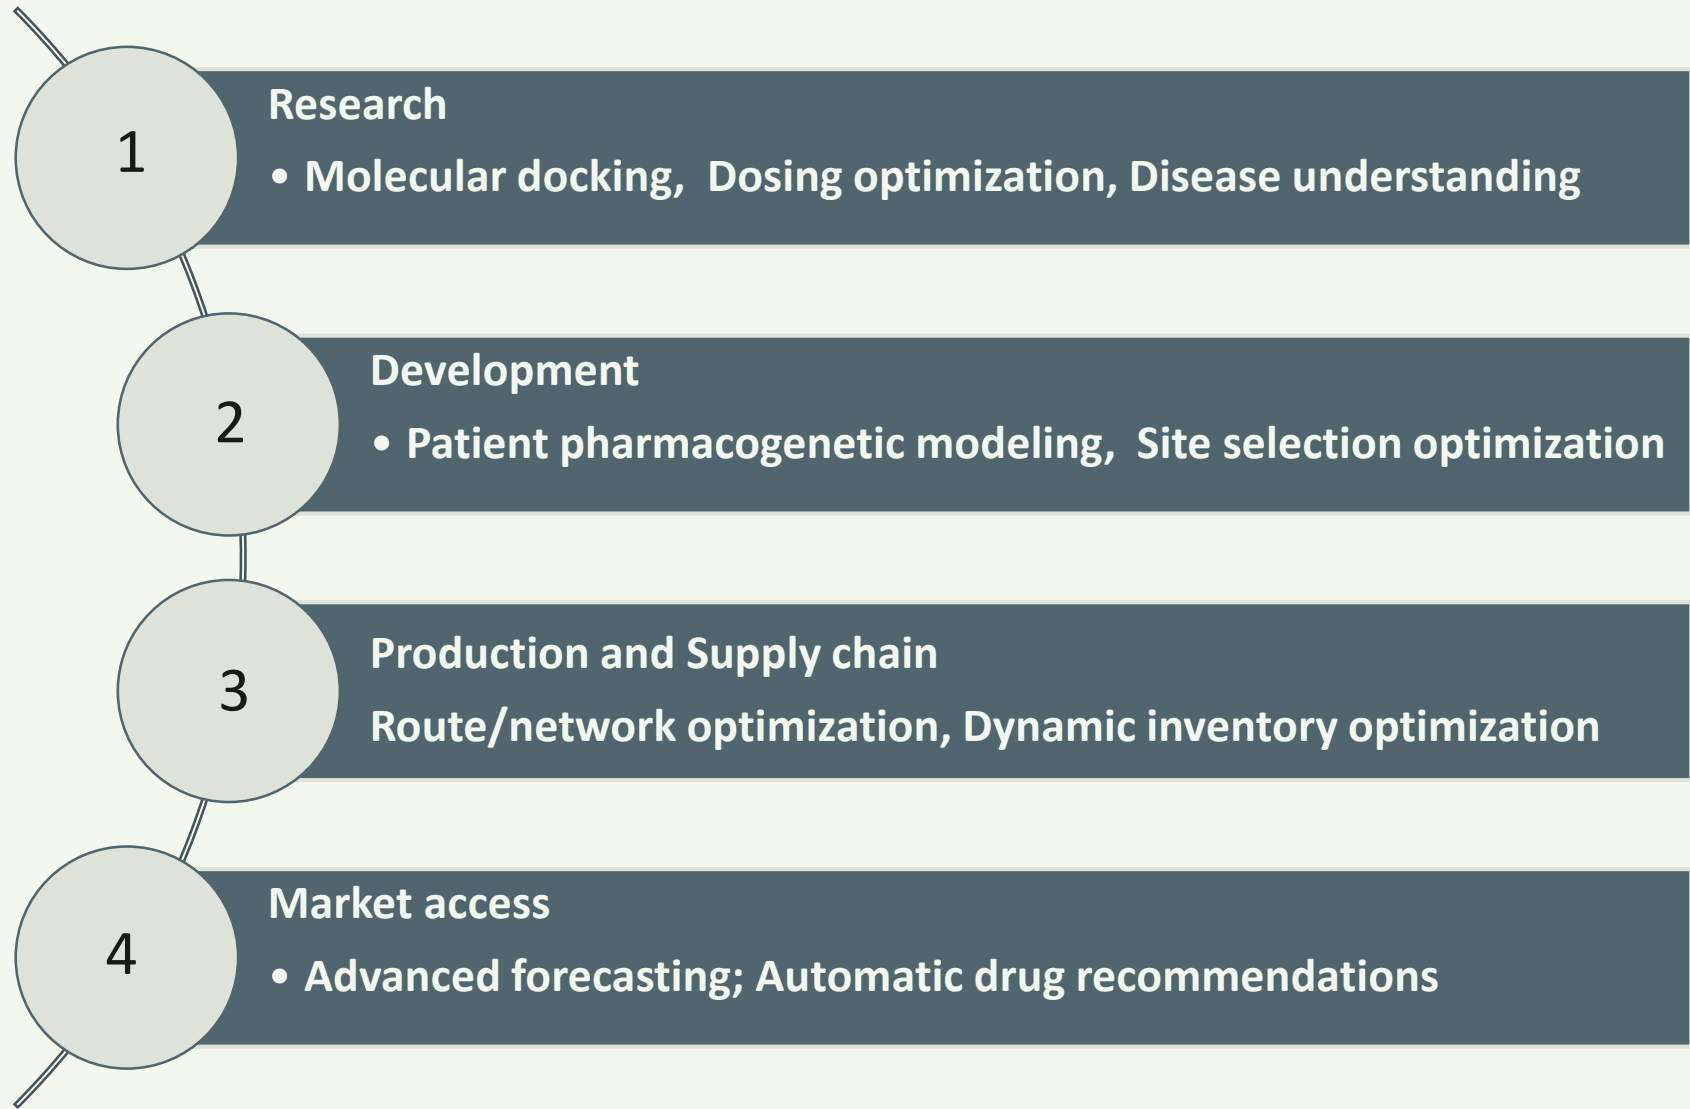 1
Research
• Molecular docking,  Dosing optimization, Disease understanding
2
Development
• Patient pharmacogenetic modeling,  Site selection optimization
3
Production and Supply chain
Route/network optimization, Dynamic inventory optimization
4
Market access
• Advanced forecasting; Automatic drug recommendations